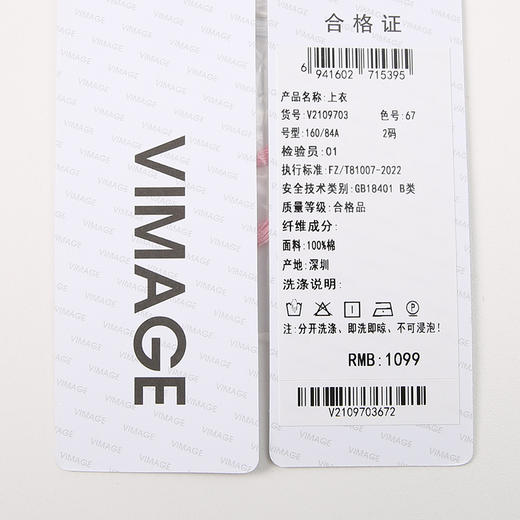 VIMAGE
合格证
6 941602 715395
产品名称:上衣
货号:V2109703 色号:67
号型:160/84A 2码
检验员:01
执行标准:FZ/T81007-2022
安全技术类别:GB18401 B类
质量等级:合格品
纤维成分:
面料:100%棉
产地:深圳
洗涤说明:
注:分开洗涤、即洗即晾、不可浸泡!
RMB:1099
V2109703672